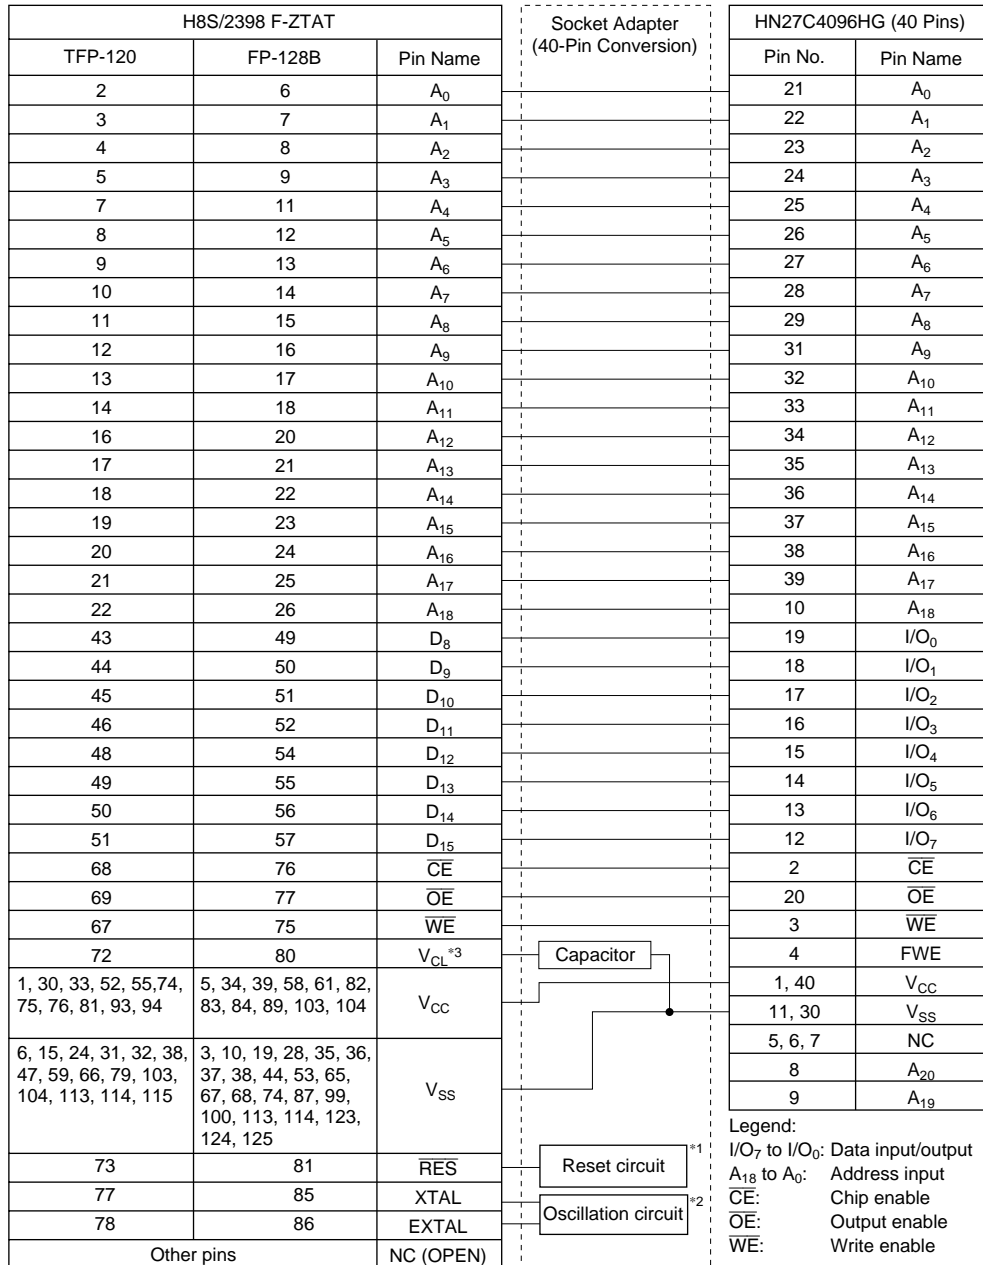 H8S/2398 F-ZTAT Socket Adapter (40-Pin Conversion) HN27C4096HG (40 Pins)
TFP-120 FP-128B Pin Name Pin No. Pin Name
2 6 A0 21 A0
3 7 A1 22 A1
4 8 A2 23 A2
5 9 A3 24 A3
7 11 A4 25 A4
8 12 A5 26 A5
9 13 A6 27 A6
10 14 A7 28 A7
11 15 A8 29 A8
12 16 A9 31 A9
13 17 A10 32 A10
14 18 A11 33 A11
16 20 A12 34 A12
17 21 A13 35 A13
18 22 A14 36 A14
19 23 A15 37 A15
20 24 A16 38 A16
21 25 A17 39 A17
22 26 A18 10 A18
43 49 D8 19 I/O0
44 50 D9 18 I/O1
45 51 D10 17 I/O2
46 52 D11 16 I/O3
48 54 D12 15 I/O4
49 55 D13 14 I/O5
50 56 D14 13 I/O6
51 57 D15 12 I/O7
68 76 C̅E̅ 2 C̅E̅
69 77 O̅E̅ 20 O̅E̅
67 75 W̅E̅ 3 W̅E̅
72 80 VCL*3 Capacitor 4 FWE
1, 30, 33, 52, 55,74, 75, 76, 81, 93, 94
5, 34, 39, 58, 61, 82, 83, 84, 89, 103, 104
VCC
1, 40 VCC
11, 30 VSS
6, 15, 24, 31, 32, 38, 47, 59, 66, 79, 103, 104, 113, 114, 115
3, 10, 19, 28, 35, 36, 37, 38, 44, 53, 65, 67, 68, 74, 87, 99, 100, 113, 114, 123, 124, 125
VSS
5, 6, 7 NC
8 A20
9 A19
73 81 R̅E̅S̅ Reset circuit *1
77 85 XTAL Oscillation circuit *2
78 86 EXTAL
Other pins NC (OPEN)
Legend:
I/O7 to I/O0: Data input/output
A18 to A0: Address input
C̅E̅: Chip enable
O̅E̅: Output enable
W̅E̅: Write enable